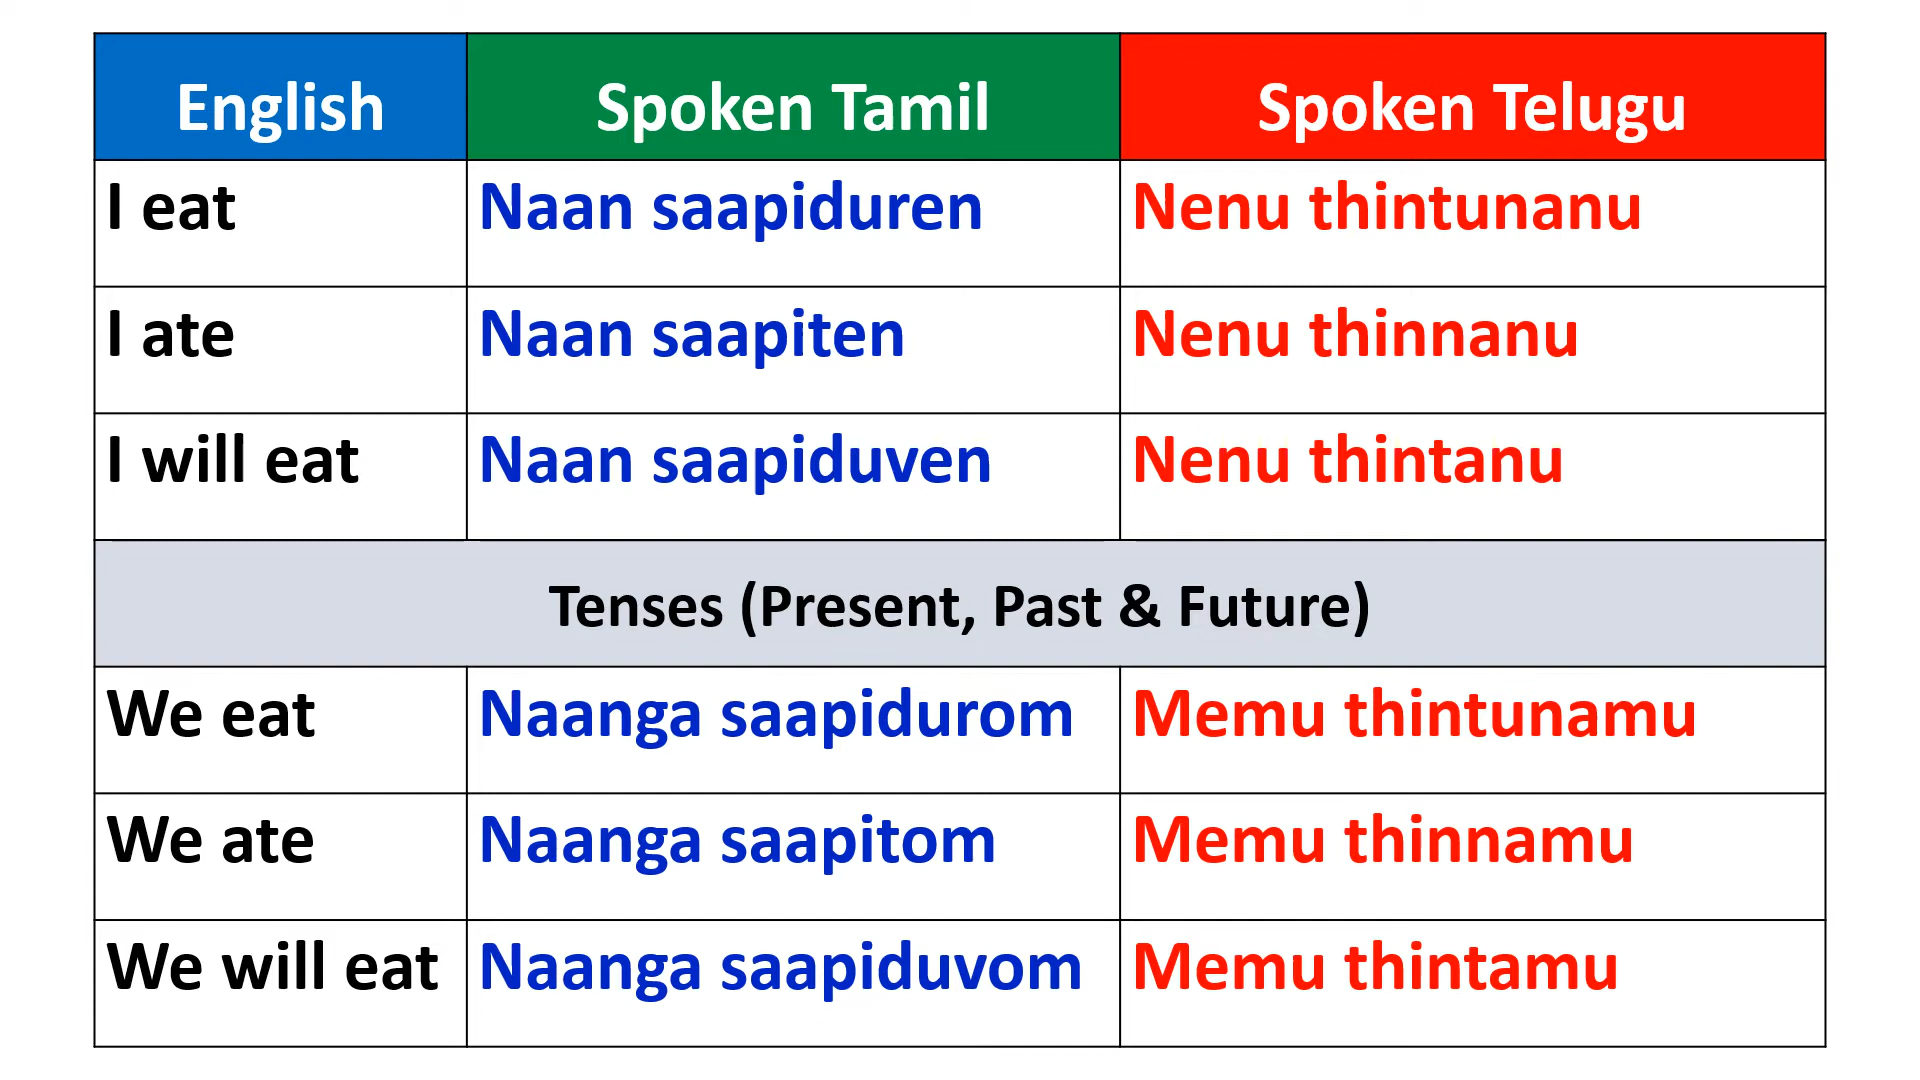 English Spoken Tamil Spoken Telugu
I eat Naan saapiduren Nenu thintunanu
I ate Naan saapiten Nenu thinnanu
I will eat Naan saapiduven Nenu thintanu
Tenses (Present, Past & Future)
We eat Naanga saapidurom Memu thintunamu
We ate Naanga saapitom Memu thinnamu
We will eat Naanga saapiduvom Memu thintamu